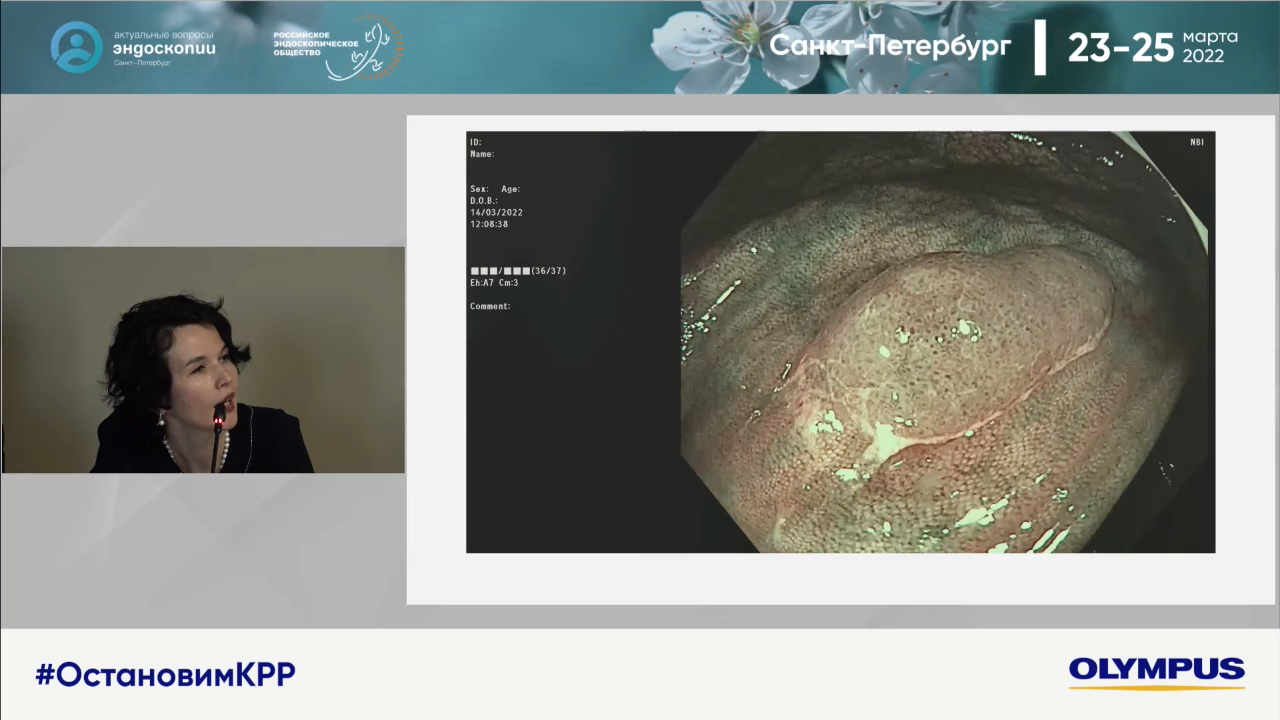 актуальные вопросы
эндоскопии
Санкт-Петербург
РОССИЙСКОЕ
ЭНДОСКОПИЧЕСКОЕ
ОБЩЕСТВО
Санкт-Петербург
23-25 марта
2022
ID:
Name:
Sex: Age:
D.O.B.:
14/03/2022
12:08:38
■■■/■■■(36/37)
Eh:A7 Cm:3
Comment:
NBI
#ОстановимКРР
OLYMPUS